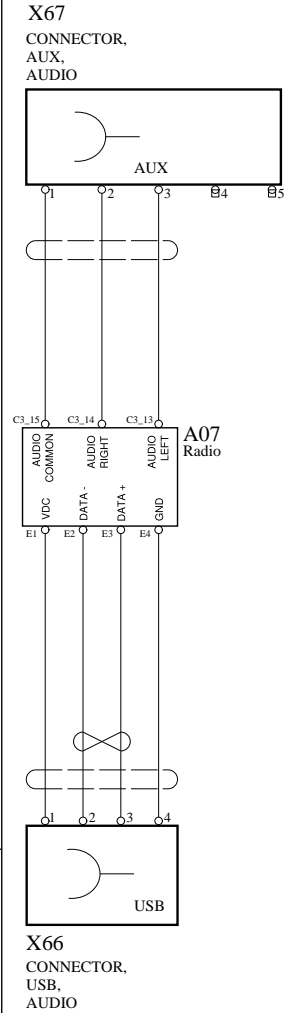 X67
CONNECTOR,
AUX,
AUDIO
AUX
1 2 3 4 5
C3_15 C3_14 C3_13
AUDIO COMMON
AUDIO RIGHT
AUDIO LEFT
A07
Radio
VDC
DATA -
DATA +
GND
E1 E2 E3 E4
1 2 3 4
USB
X66
CONNECTOR,
USB,
AUDIO